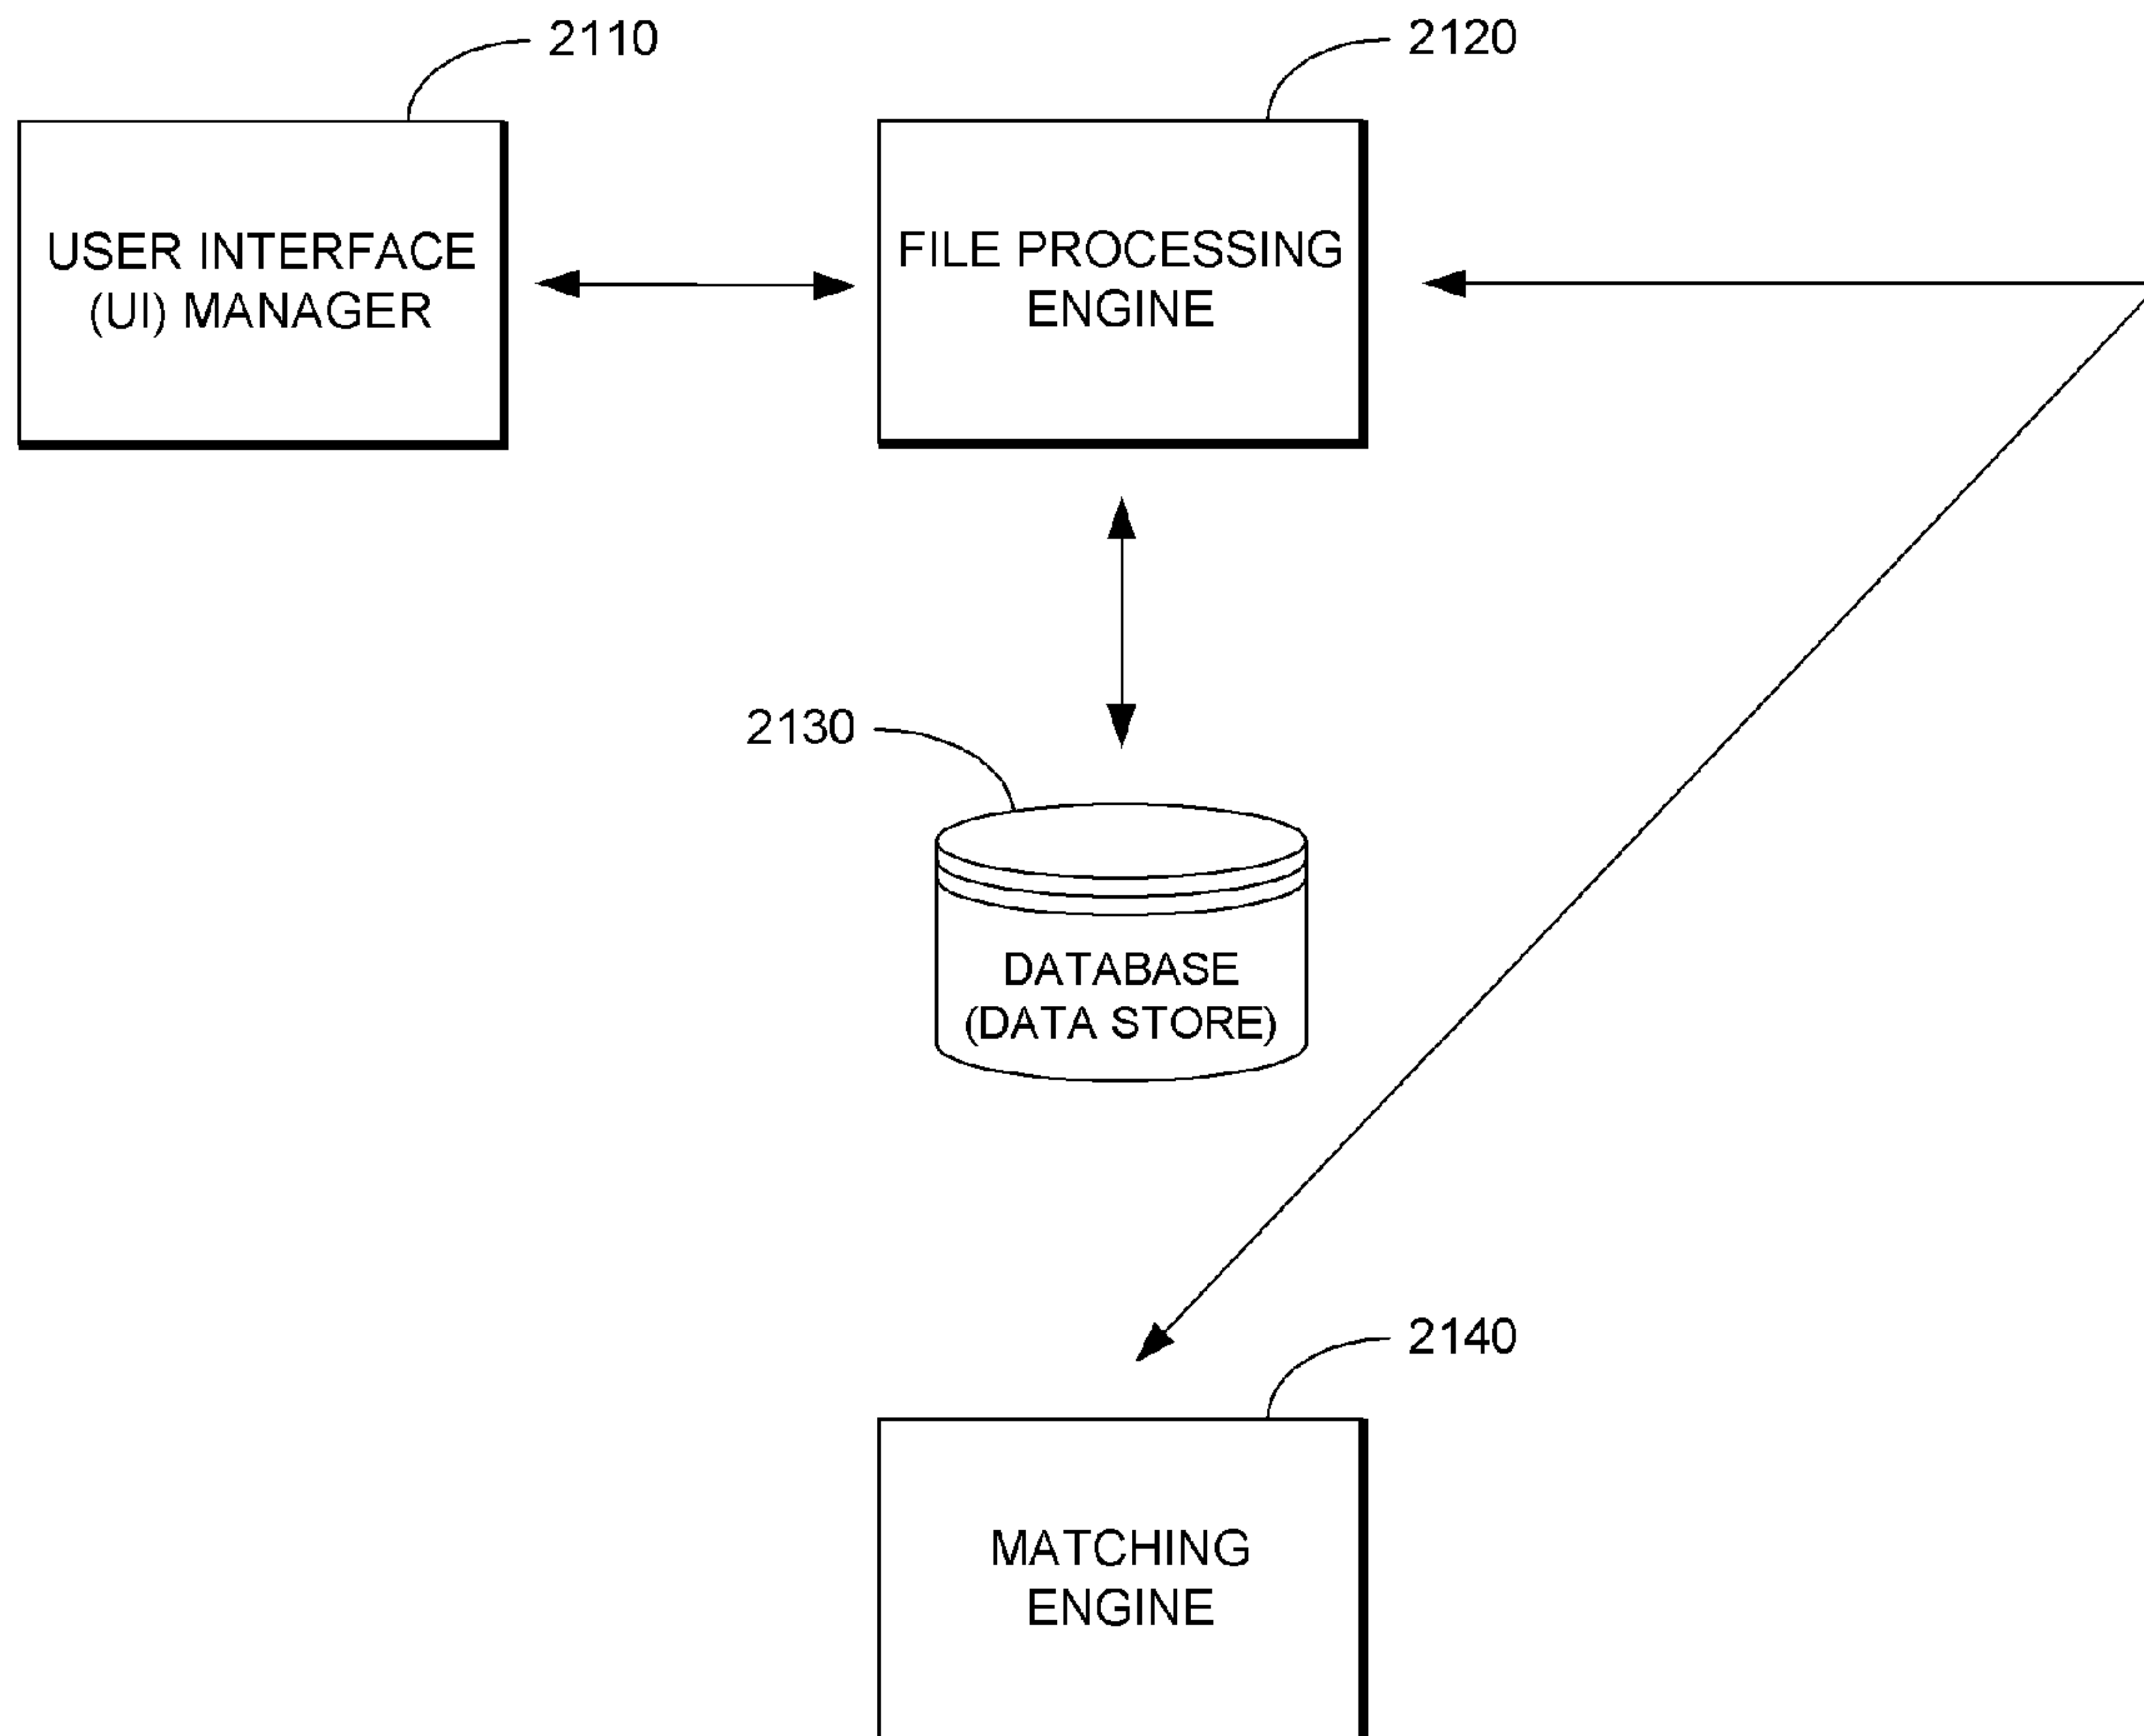 2110
2120
USER INTERFACE
(UI) MANAGER
FILE PROCESSING
ENGINE
2130
DATABASE
(DATA STORE)
2140
MATCHING
ENGINE